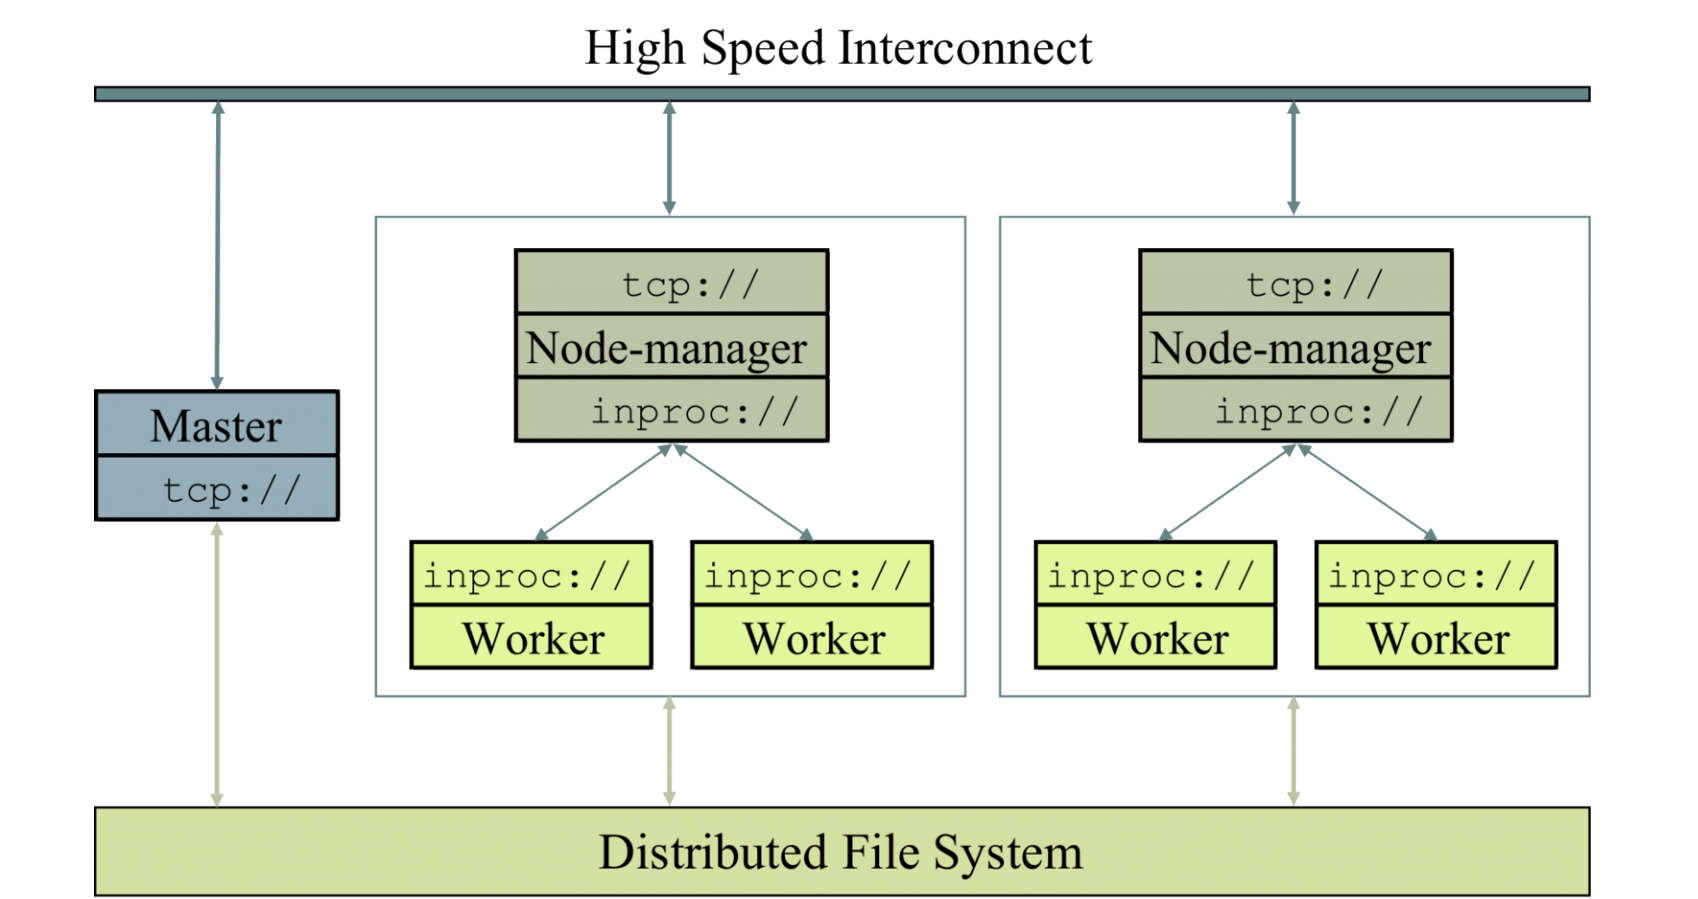 High Speed Interconnect
Master
tcp://
tcp://
Node-manager
inproc://
inproc://
Worker
inproc://
Worker
tcp://
Node-manager
inproc://
inproc://
Worker
inproc://
Worker
Distributed File System